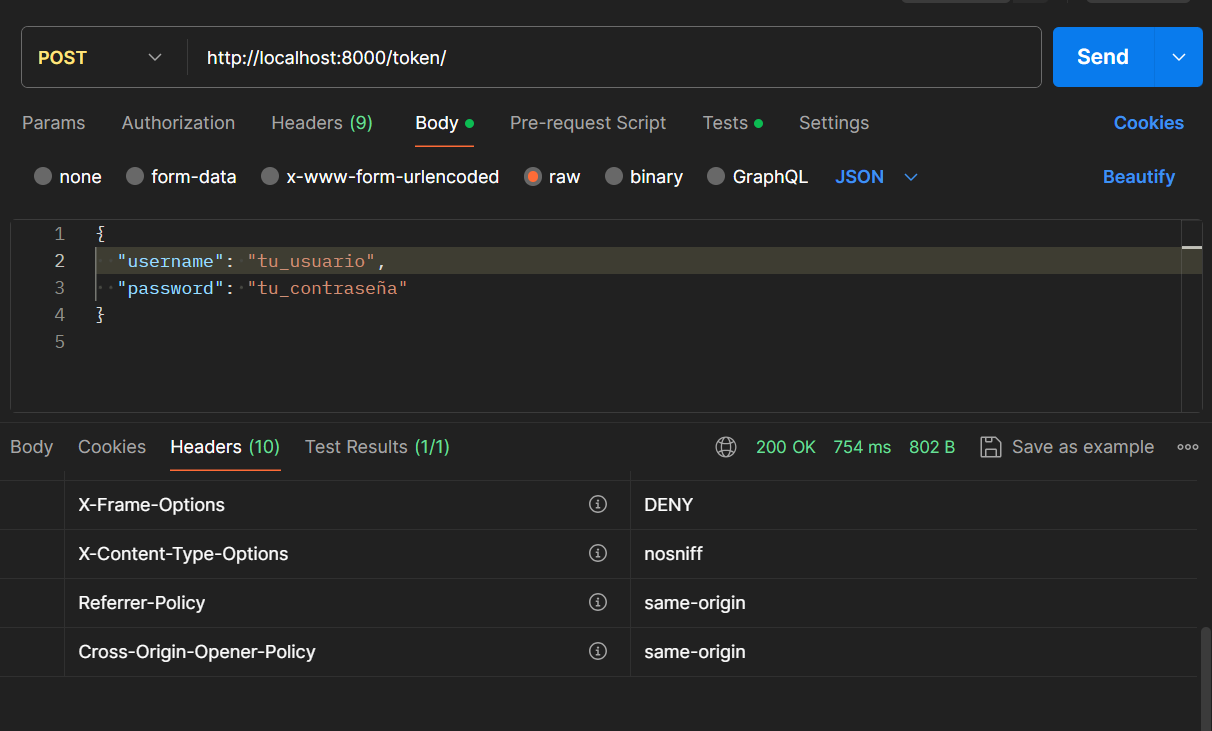 POST http://localhost:8000/token/ Send
Params Authorization Headers (9) Body Pre-request Script Tests Settings Cookies
none form-data x-www-form-urlencoded raw binary GraphQL JSON Beautify
1 {
2 "username": "tu_usuario",
3 "password": "tu_contraseña"
4 }
5
Body Cookies Headers (10) Test Results (1/1) 200 OK 754 ms 802 B Save as example
X-Frame-Options DENY
X-Content-Type-Options nosniff
Referrer-Policy same-origin
Cross-Origin-Opener-Policy same-origin